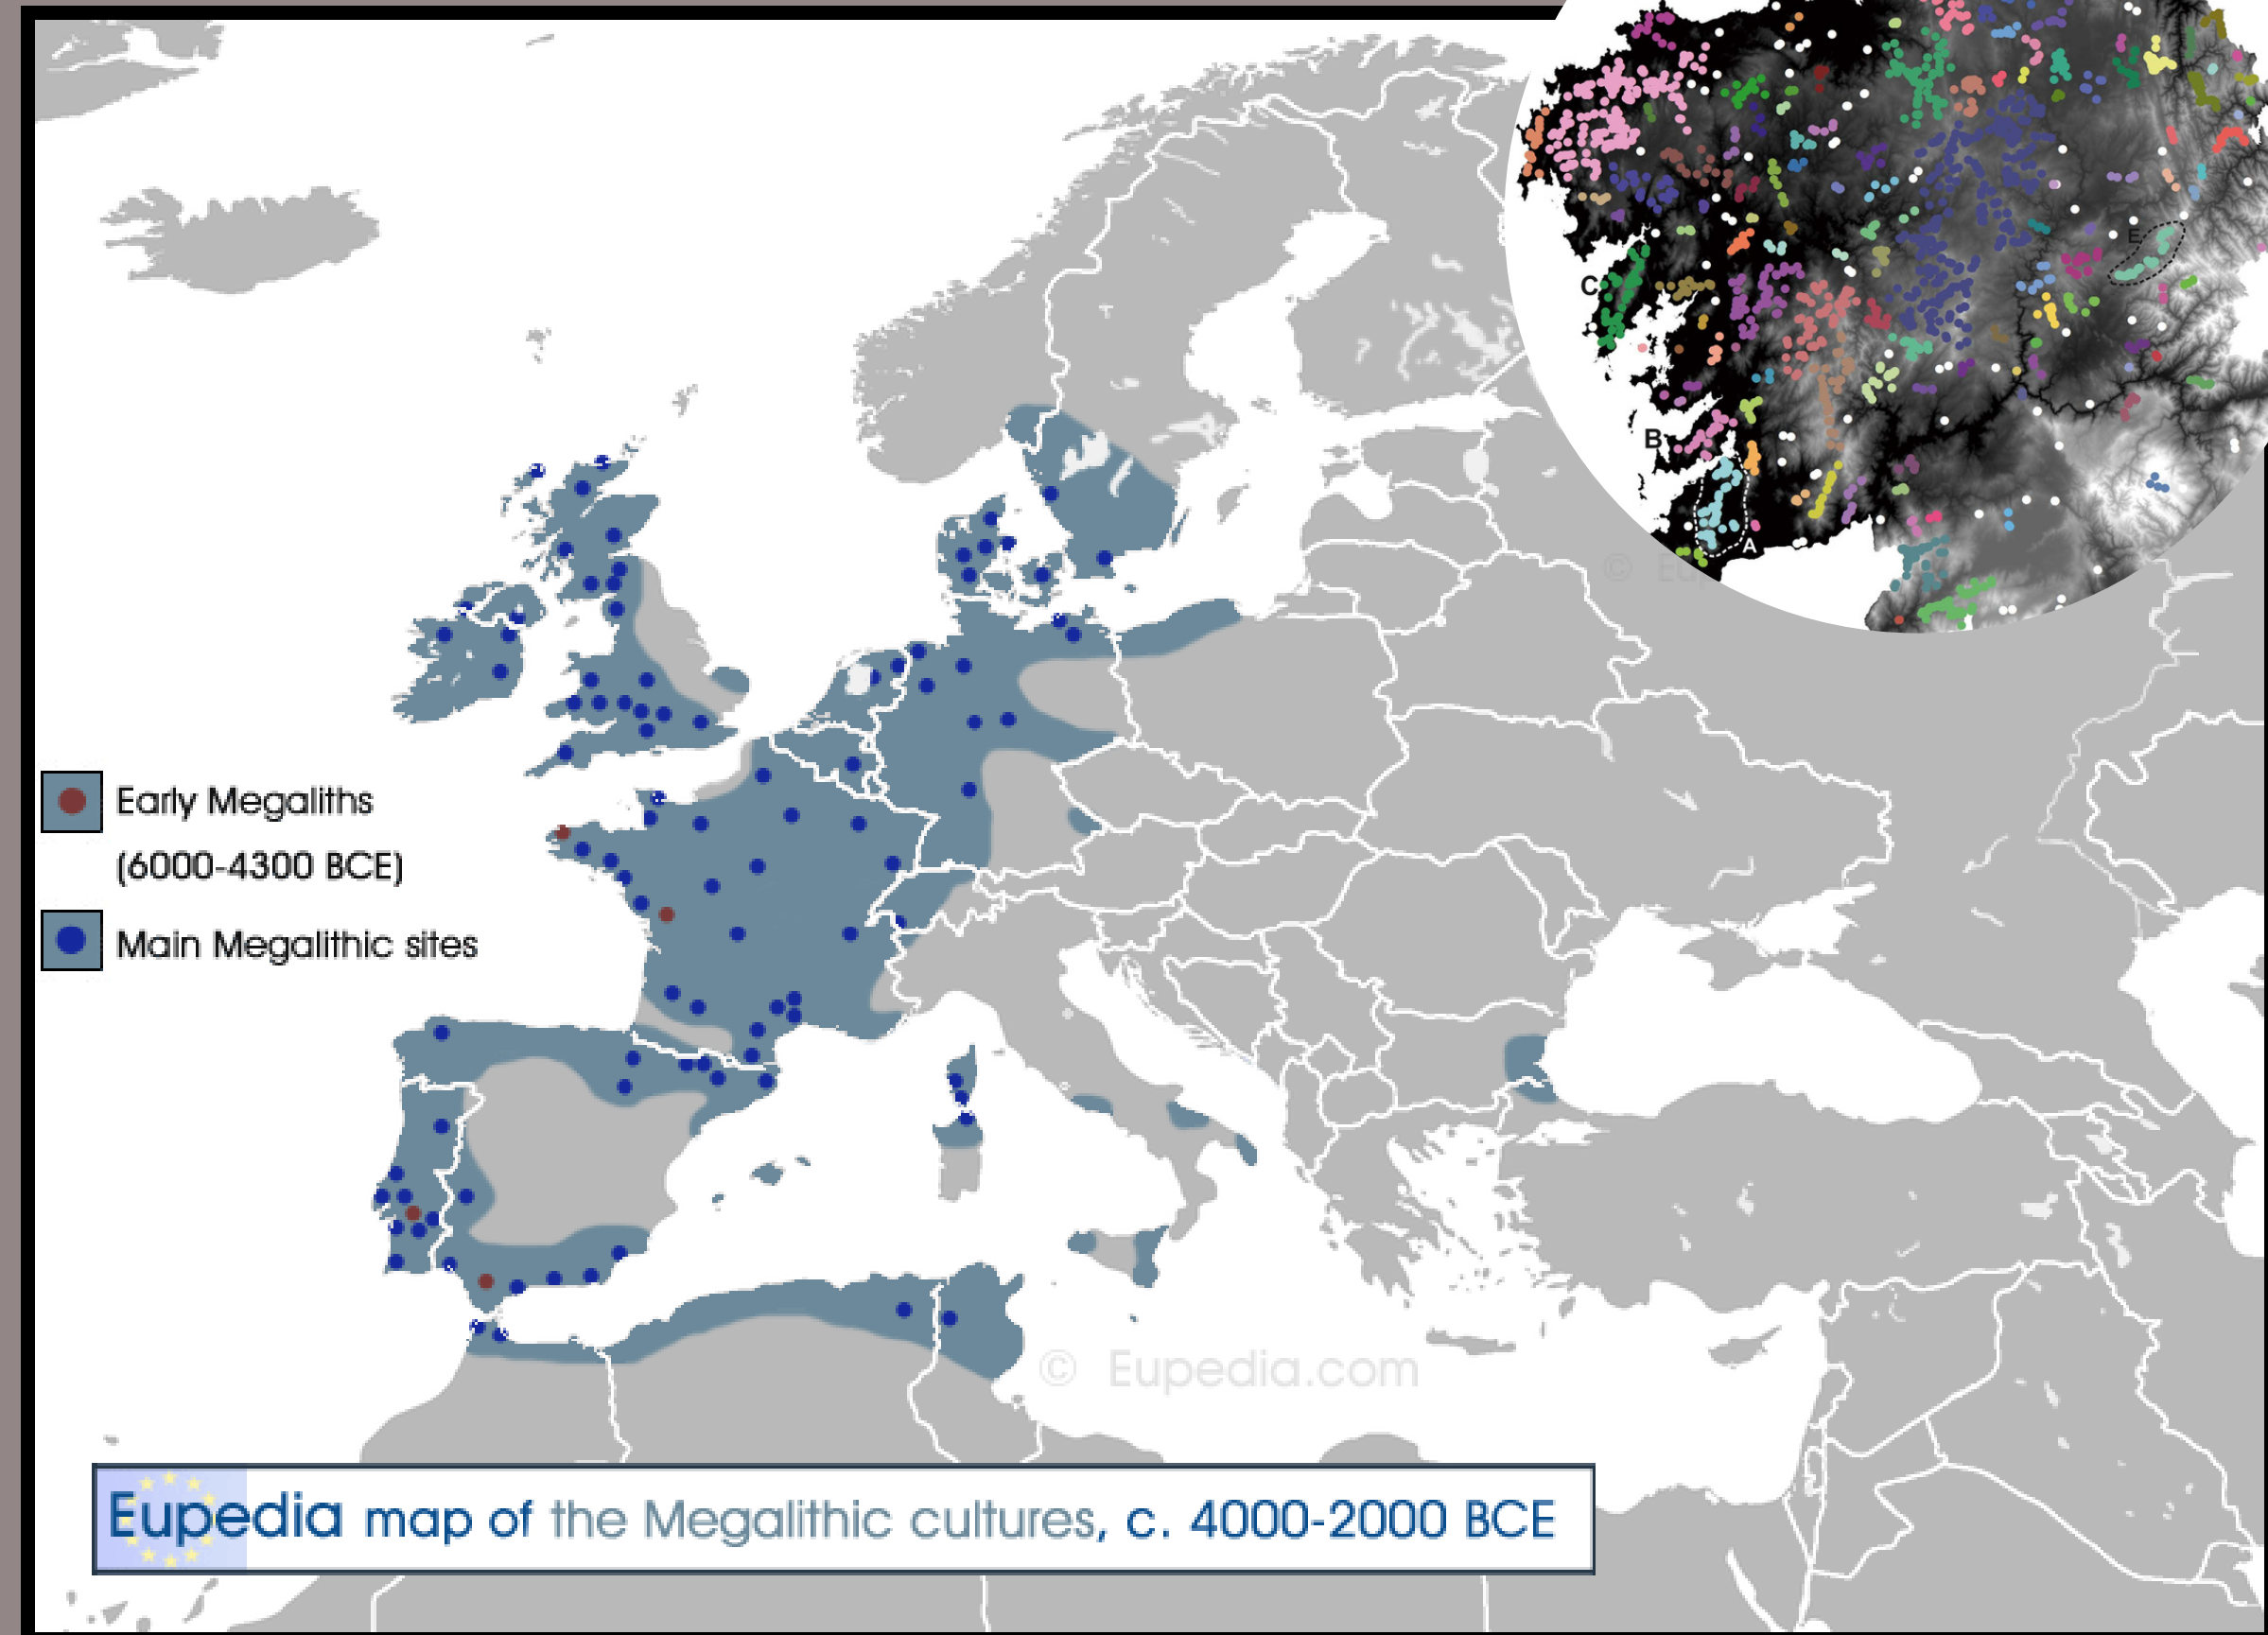 C
E
B
A
© Eu
Early Megaliths
(6000-4300 BCE)
Main Megalithic sites
© Eupedia.com
Eupedia map of the Megalithic cultures, c. 4000-2000 BCE